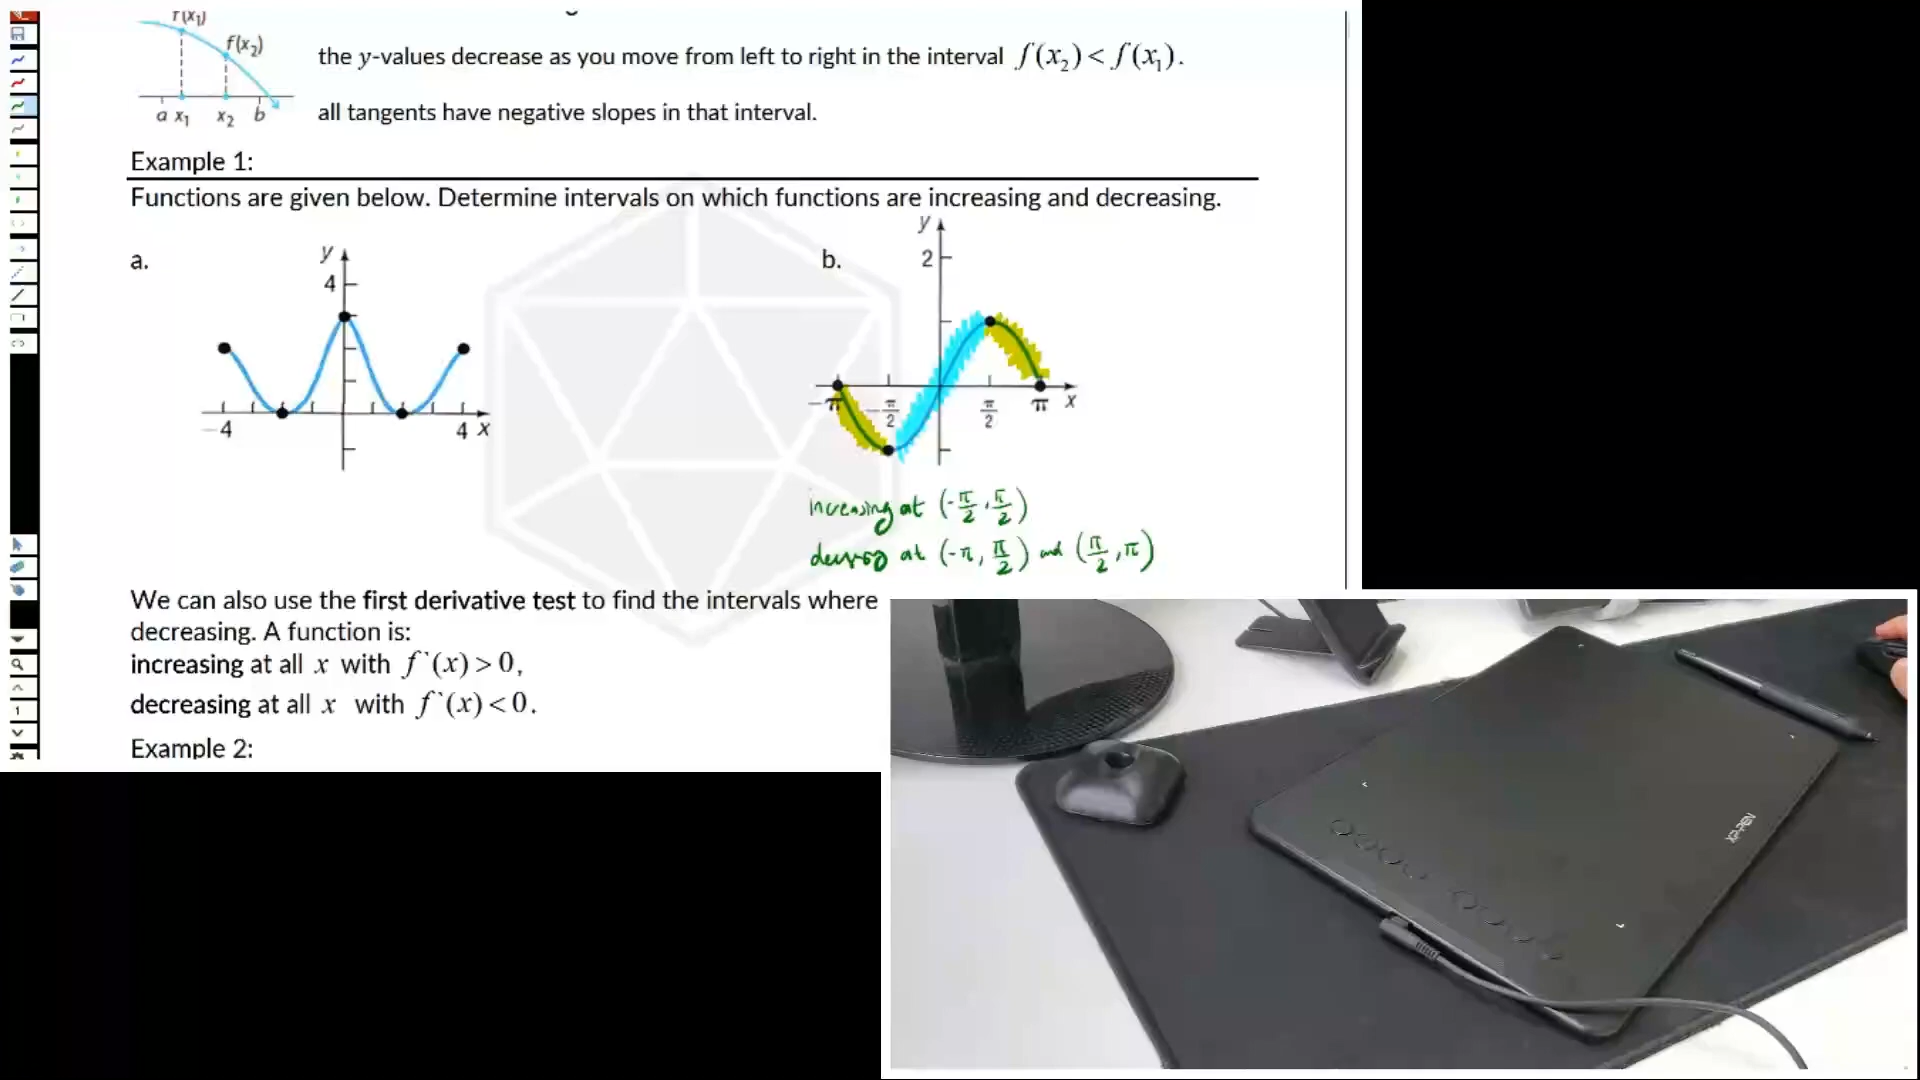 f(x₁)
f(x₂)
a x₁ x₂ b
the y-values decrease as you move from left to right in the interval f(x₂) < f(x₁).
all tangents have negative slopes in that interval.
Example 1:
Functions are given below. Determine intervals on which functions are increasing and decreasing.
a.
y
4
-4
4 x
b.
y
2
-π
-π/2
π/2
π
x
increasing at (-π/2, π/2)
at (-π, π/2) and (π/2, π)
We can also use the first derivative test to find the intervals where
decreasing. A function is:
increasing at all x with f`(x) > 0,
decreasing at all x with f`(x) < 0.
Example 2:
1
XP-PEN